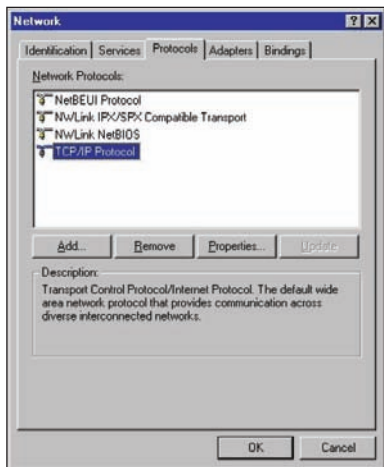 Network
Identification Services Protocols Adapters Bindings
Network Protocols:
NetBEUI Protocol
NWLink IPX/SPX Compatible Transport
NWLink NetBIOS
TCP/IP Protocol
Add... Remove Properties... Update
Description:
Transport Control Protocol/Internet Protocol. The default wide
area network protocol that provides communication across
diverse interconnected networks.
OK Cancel